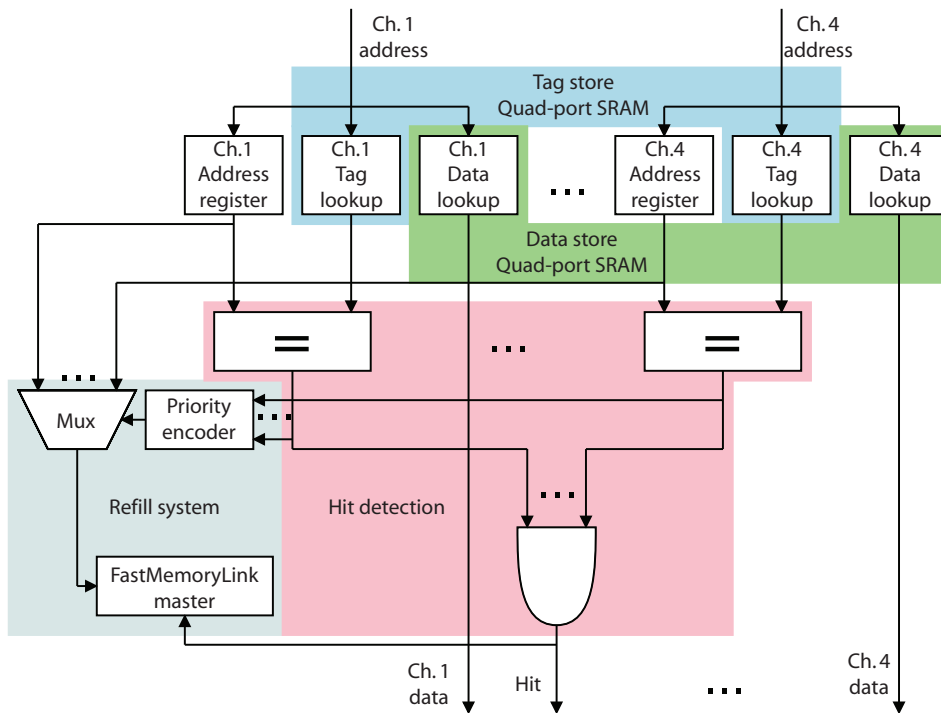 Ch. 1
address
Ch. 4
address
Tag store
Quad-port SRAM
Ch.1
Address
register
Ch.1
Tag
lookup
Ch.1
Data
lookup
...
Ch.4
Address
register
Ch.4
Tag
lookup
Ch. 4
Data
lookup
Data store
Quad-port SRAM
=
...
=
...
Mux
Priority
encoder
...
...
Refill system
Hit detection
FastMemoryLink
master
Ch. 1
data
Hit
...
Ch. 4
data